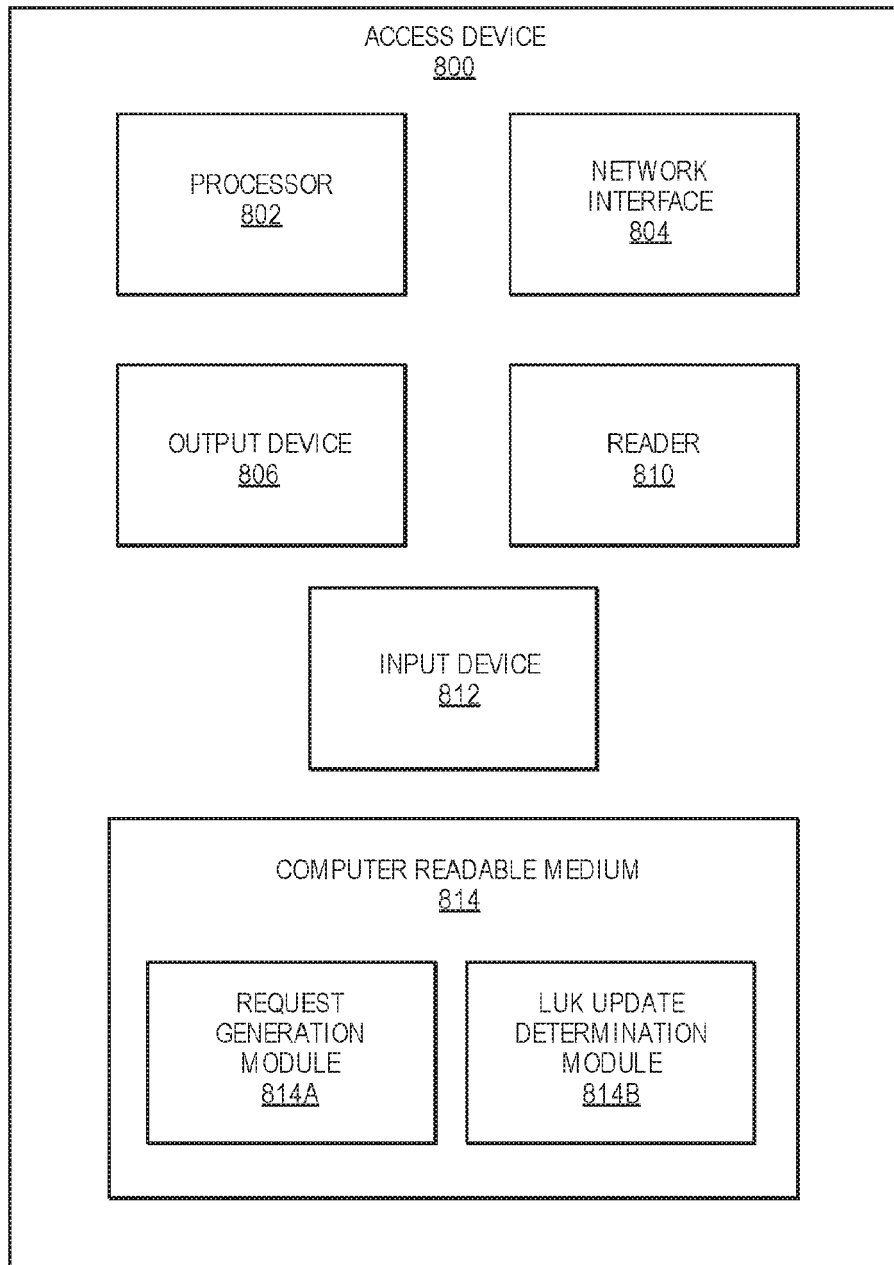 ACCESS DEVICE
800
PROCESSOR
802
NETWORK
INTERFACE
804
OUTPUT DEVICE
806
READER
810
INPUT DEVICE
812
COMPUTER READABLE MEDIUM
814
REQUEST
GENERATION
MODULE
814A
LUK UPDATE
DETERMINATION
MODULE
814B